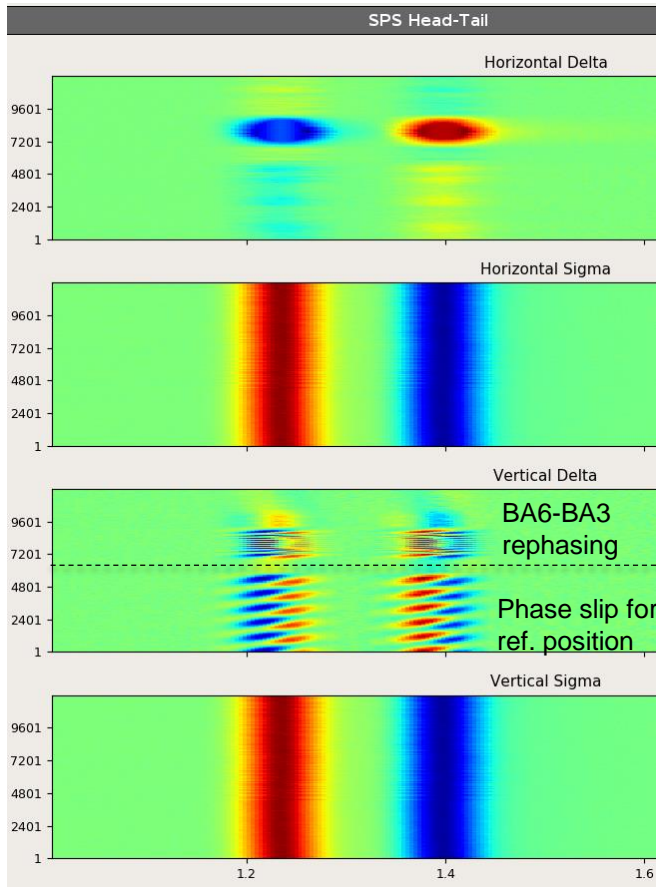 SPS Head-Tail
Horizontal Delta
9601
7201
4801
2401
1
Horizontal Sigma
9601
7201
4801
2401
1
Vertical Delta
9601
7201
4801
2401
1
BA6-BA3
rephasing
Phase slip for
ref. position
Vertical Sigma
9601
7201
4801
2401
1
1.2 1.4 1.6